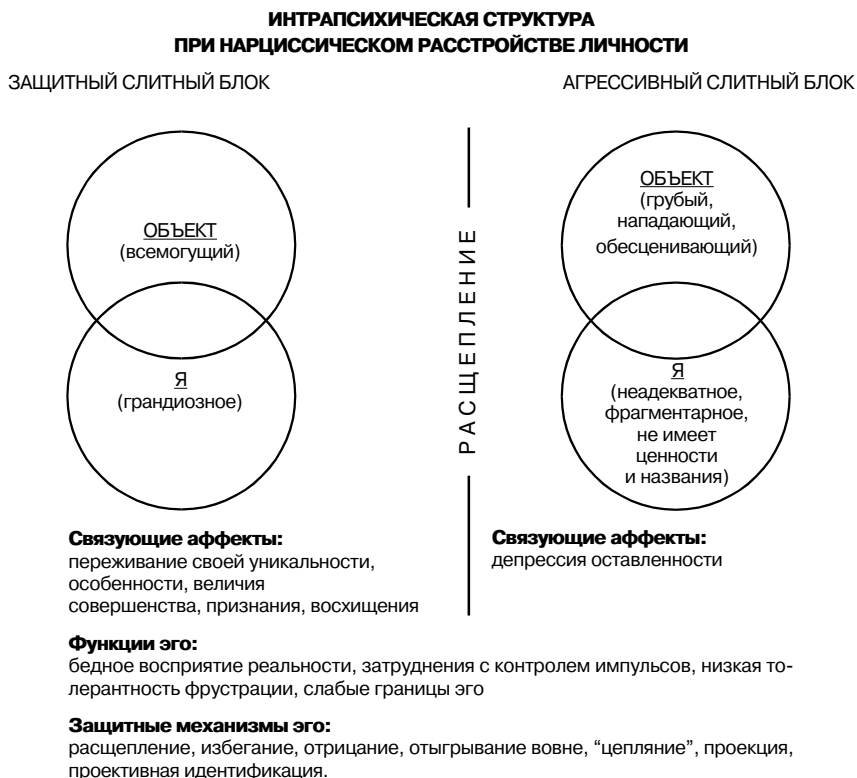 ИНТРАПСИХИЧЕСКАЯ СТРУКТУРА
ПРИ НАРЦИССИЧЕСКОМ РАССТРОЙСТВЕ ЛИЧНОСТИ
ЗАЩИТНЫЙ СЛИТНЫЙ БЛОК
АГРЕССИВНЫЙ СЛИТНЫЙ БЛОК
ОБЪЕКТ
(всемогущий)
Я
(грандиозное)
РАСЩЕПЛЕНИЕ
ОБЪЕКТ
(грубый,
нападающий,
обесценивающий)
Я
(неадекватное,
фрагментарное,
не имеет
ценности
и названия)
Связующие аффекты:
переживание своей уникальности,
особенности, величия
совершенства, признания, восхищения
Связующие аффекты:
депрессия оставленности
Функции эго:
бедное восприятие реальности, затруднения с контролем импульсов, низкая то-
лерантность фрустрации, слабые границы эго
Защитные механизмы эго:
расщепление, избегание, отрицание, отыгрывание вовне, “цепляние”, проекция,
проективная идентификация.